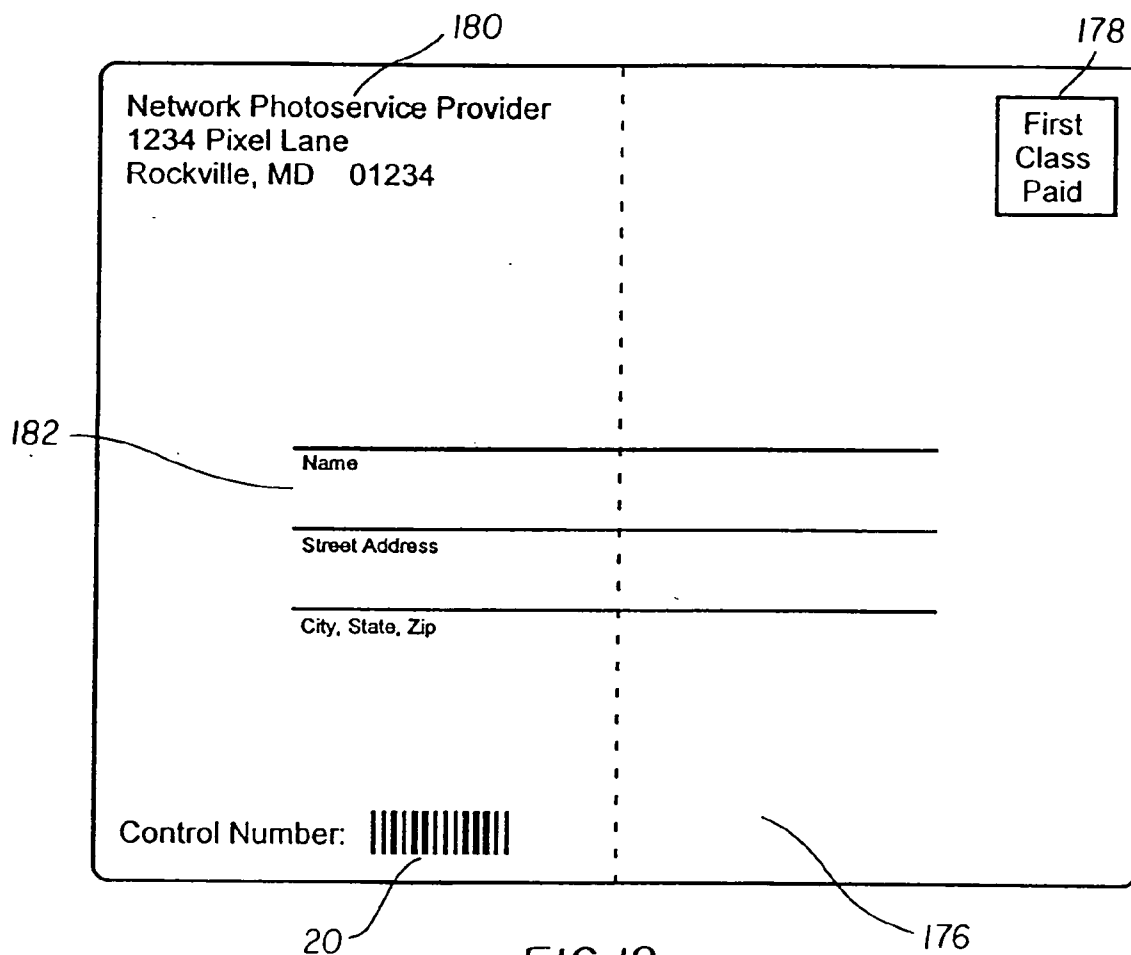 180
178
Network Photoservice Provider
1234 Pixel Lane
Rockville, MD 01234
First
Class
Paid
182
Name
Street Address
City, State, Zip
Control Number:
20
176